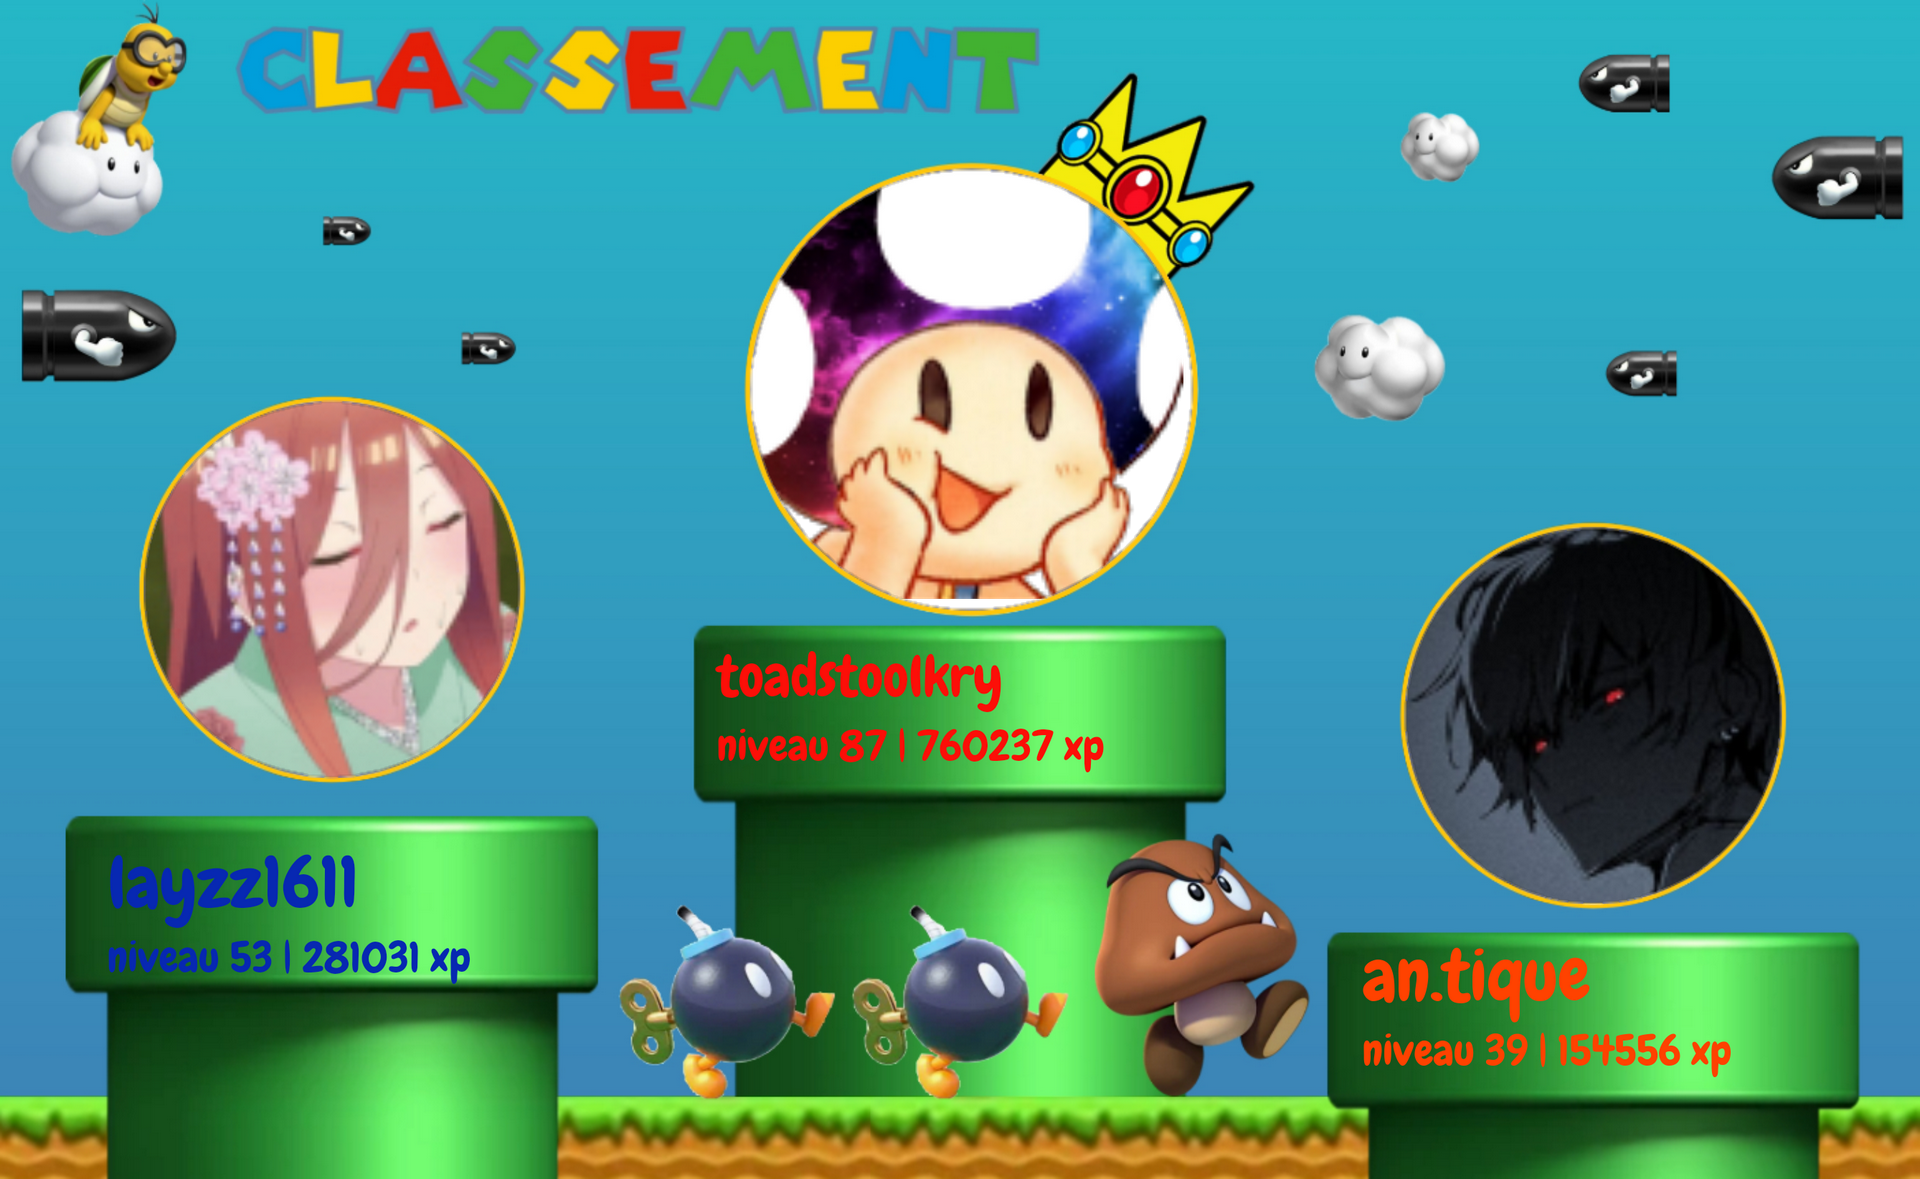 CLASSEMENT
toadstoolkry
niveau 87 | 760237 xp
layzz1611
niveau 53 | 281031 xp
an.tique
niveau 39 | 154556 xp